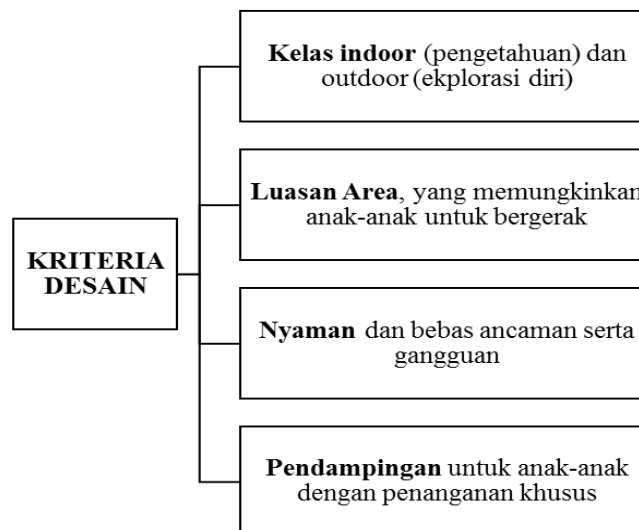 KRITERIA
DESAIN
Kelas indoor (pengetahuan) dan
outdoor (ekplorasi diri)
Luasan Area, yang memungkinkan
anak-anak untuk bergerak
Nyaman dan bebas ancaman serta
gangguan
Pendampingan untuk anak-anak
dengan penanganan khusus